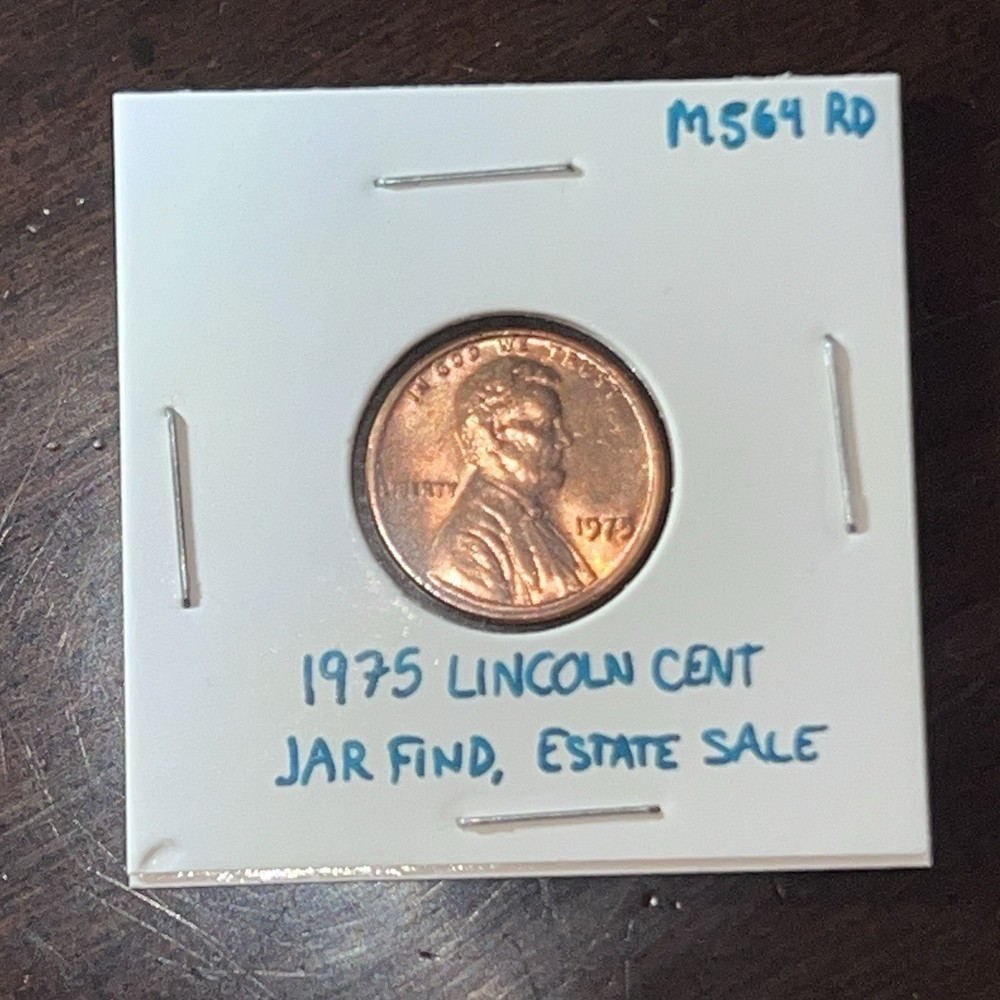 MS64 RD
IN GOD WE TRUST
LIBERTY
1975
1975 LINCOLN CENT
JAR FIND, ESTATE SALE